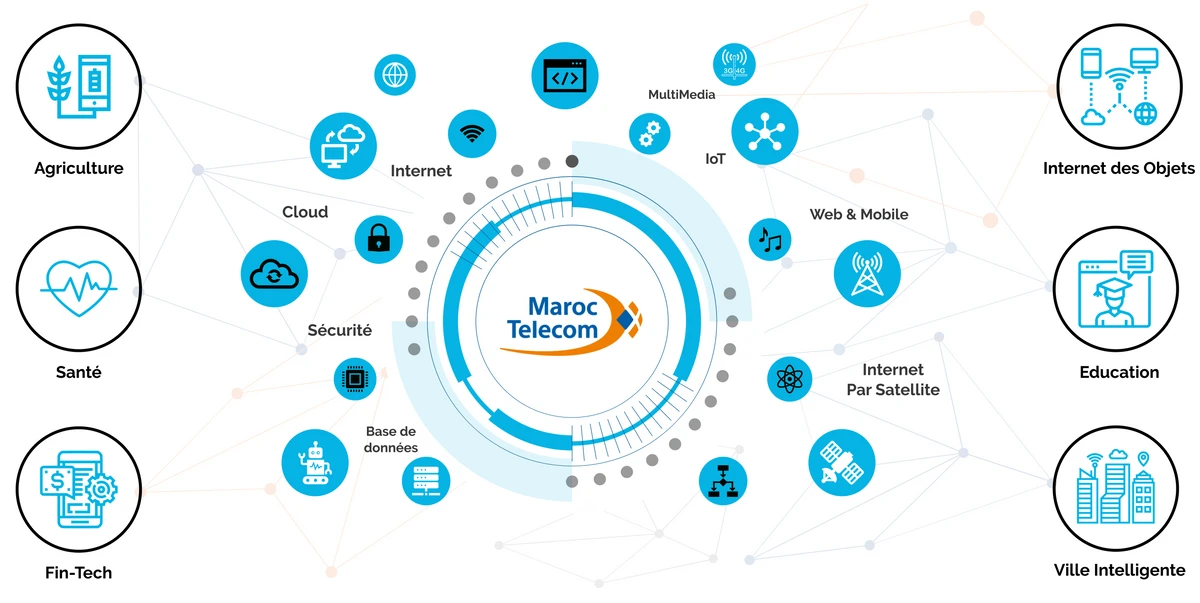 Agriculture
Santé
Fin-Tech
Internet
Cloud
Sécurité
Base de
données
</>
3G 4G
MultiMedia
IoT
Web & Mobile
Internet
Par Satellite
Maroc
Telecom
Internet des Objets
Education
Ville Intelligente
$